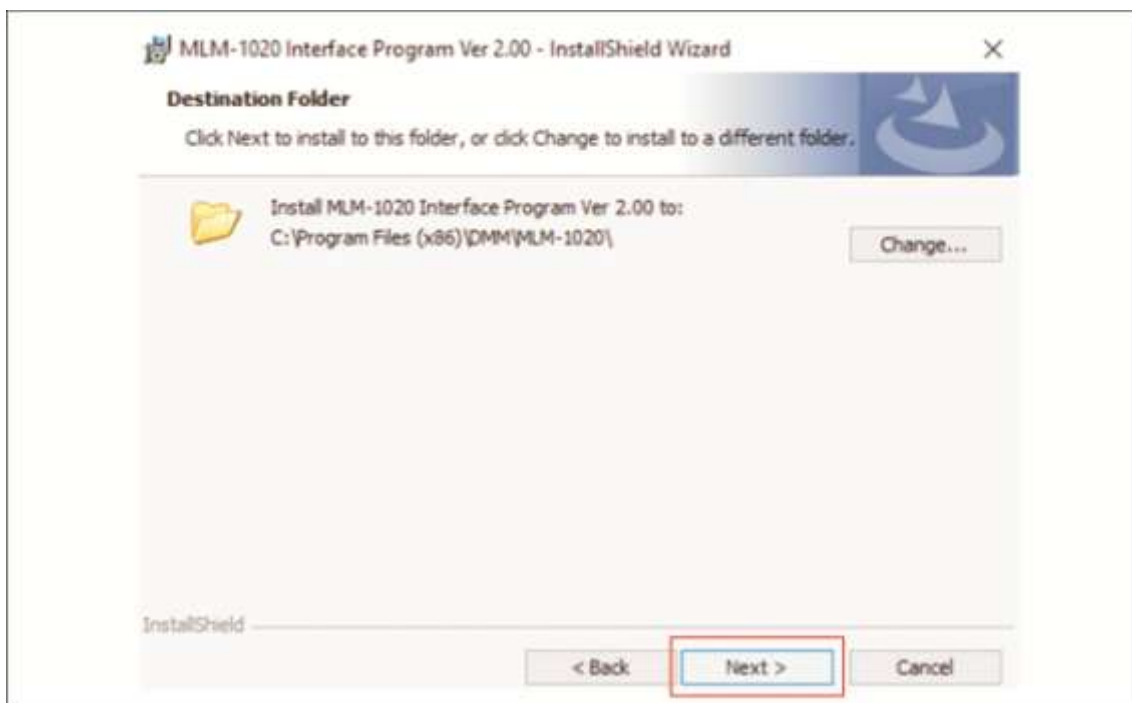 MLM-1020 Interface Program Ver 2.00 - InstallShield Wizard
Destination Folder
Click Next to install to this folder, or click Change to install to a different folder.
Install MLM-1020 Interface Program Ver 2.00 to:
C:\Program Files (x86)\DMM\MLM-1020\
Change...
InstallShield
< Back
Next >
Cancel